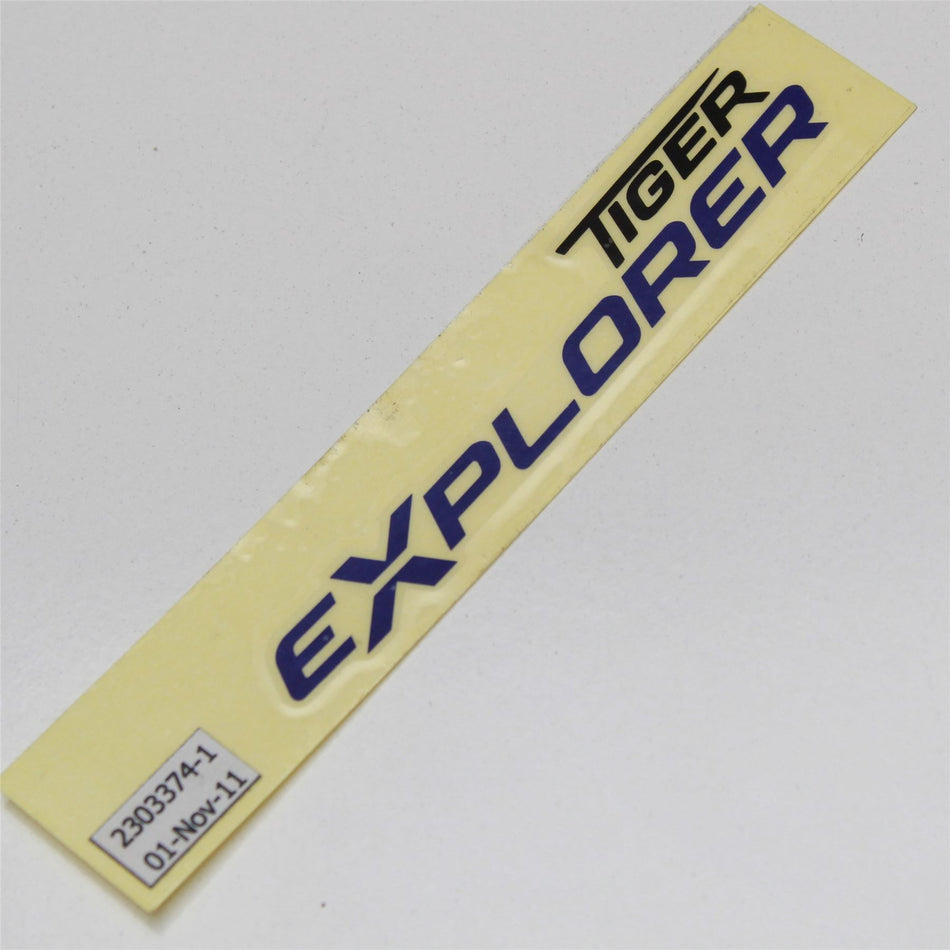 TIGER
EXPLORER
2303374-1
01-Nov-11